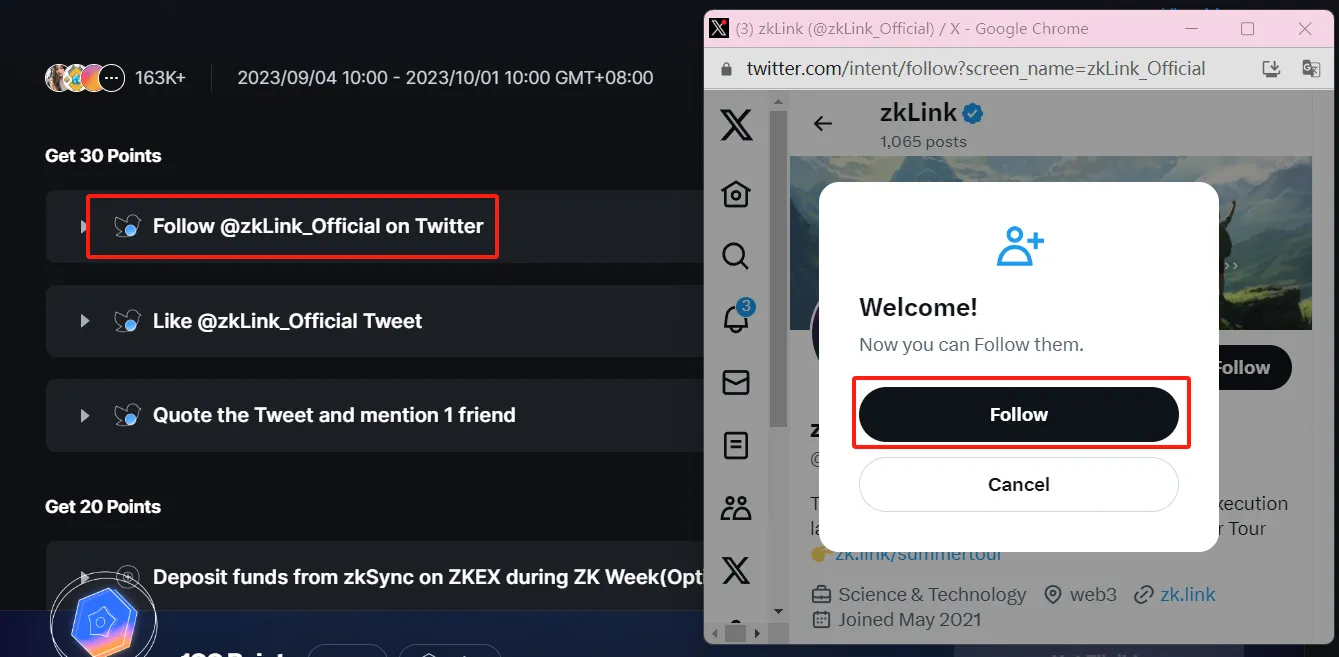 163K+
2023/09/04 10:00 - 2023/10/01 10:00 GMT+08:00
Get 30 Points
Follow @zkLink_Official on Twitter
Like @zkLink_Official Tweet
Quote the Tweet and mention 1 friend
Get 20 Points
Deposit funds from zkSync on ZKEX during ZK Week(Opti
(3) zkLink (@zkLink_Official) / X - Google Chrome
twitter.com/intent/follow?screen_name=zkLink_Official
zkLink
1,065 posts
3
Welcome!
Now you can Follow them.
Follow
Follow
Cancel
xecution
r Tour
zk.link/summertour
Science & Technology web3 zk.link
Joined May 2021